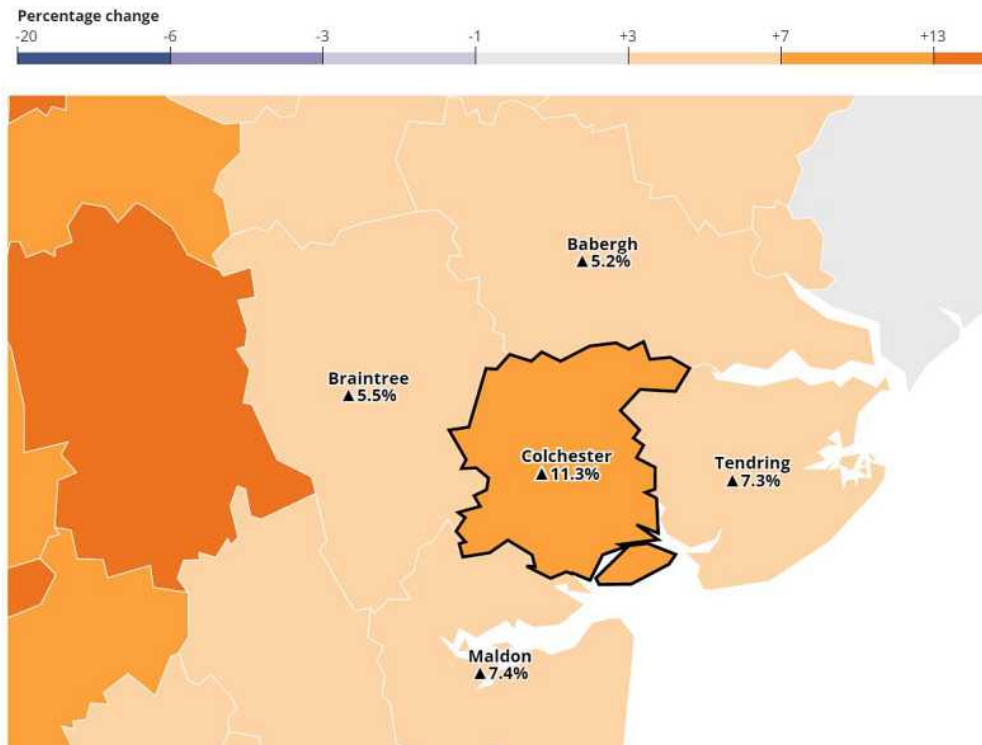 Percentage change
-20 -6 -3 -1 +3 +7 +13
Babergh
▲5.2%
Braintree
▲5.5%
Colchester
▲11.3%
Tendring
▲7.3%
Maldon
▲7.4%